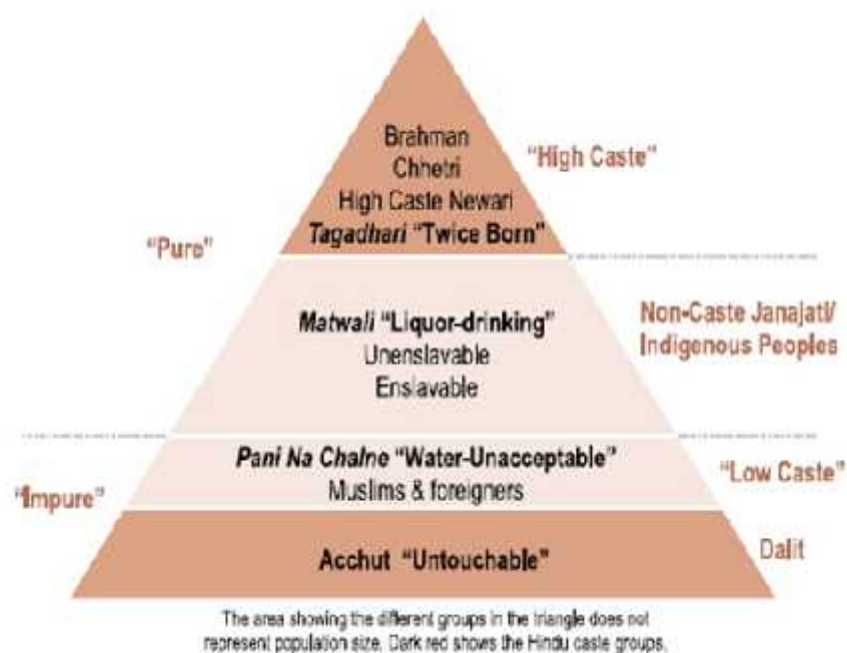 Brahman
Chhetri
High Caste Newari
Tagadhari "Twice Born"
"High Caste"
"Pure"
Matwali "Liquor-drinking"
Unenslavable
Enslavable
Non-Caste Janajati/
Indigenous Peoples
Pani Na Chalne "Water-Unacceptable"
Muslims & foreigners
"Low Caste"
"Impure"
Acchut "Untouchable"
Dalit
The area showing the different groups in the triangle does not
represent population size. Dark red shows the Hindu caste groups.